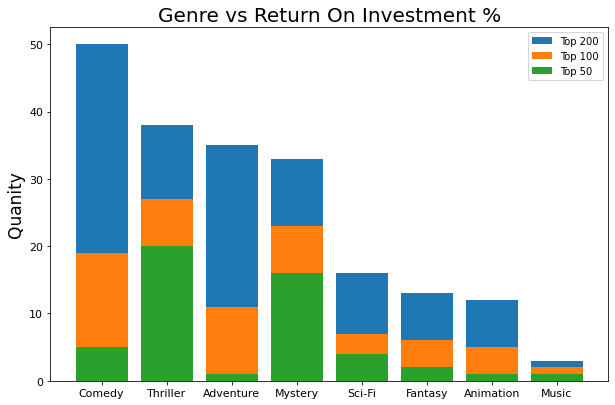 Genre vs Return On Investment %
Top 200
Top 100
Top 50
Quanity
50
40
30
20
10
0
Comedy Thriller Adventure Mystery Sci-Fi Fantasy Animation Music